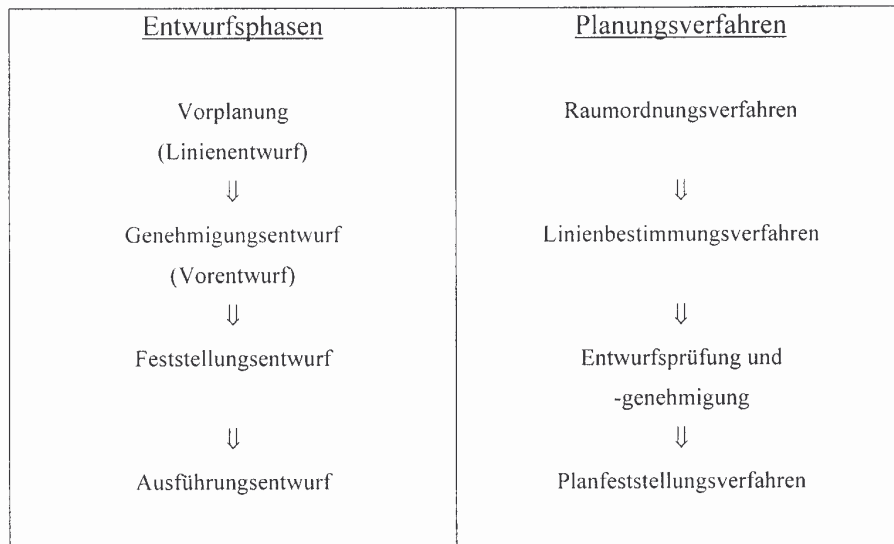 Entwurfsphasen
Vorplanung
(Linienentwurf)
⇓
Genehmigungsentwurf
(Vorentwurf)
⇓
Feststellungsentwurf
⇓
Ausführungsentwurf
Planungsverfahren
Raumordnungsverfahren
⇓
Linienbestimmungsverfahren
⇓
Entwurfsprüfung und
-genehmigung
⇓
Planfeststellungsverfahren